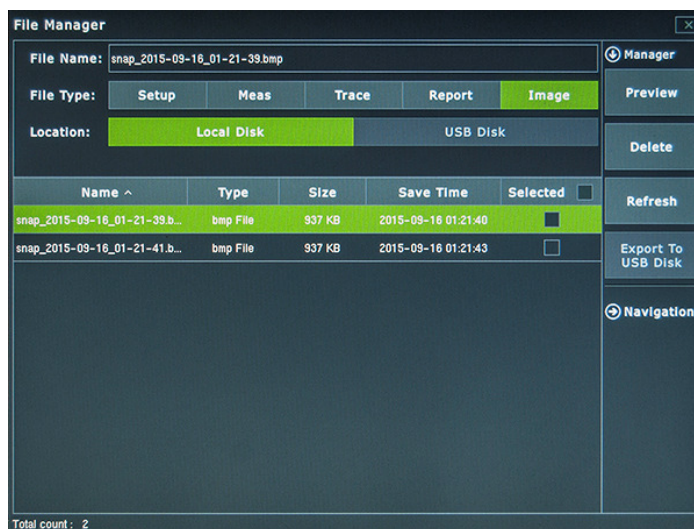 File Manager
File Name: snap_2015-09-16_01-21-39.bmp
Manager
File Type: Setup Meas Trace Report Image
Preview
Location: Local Disk USB Disk
Delete
Name Type Size Save Time Selected
Refresh
snap_2015-09-16_01-21-39.b... bmp File 937 KB 2015-09-16 01:21:40
snap_2015-09-16_01-21-41.b... bmp File 937 KB 2015-09-16 01:21:43
Export To
USB Disk
Navigation
Total count : 2